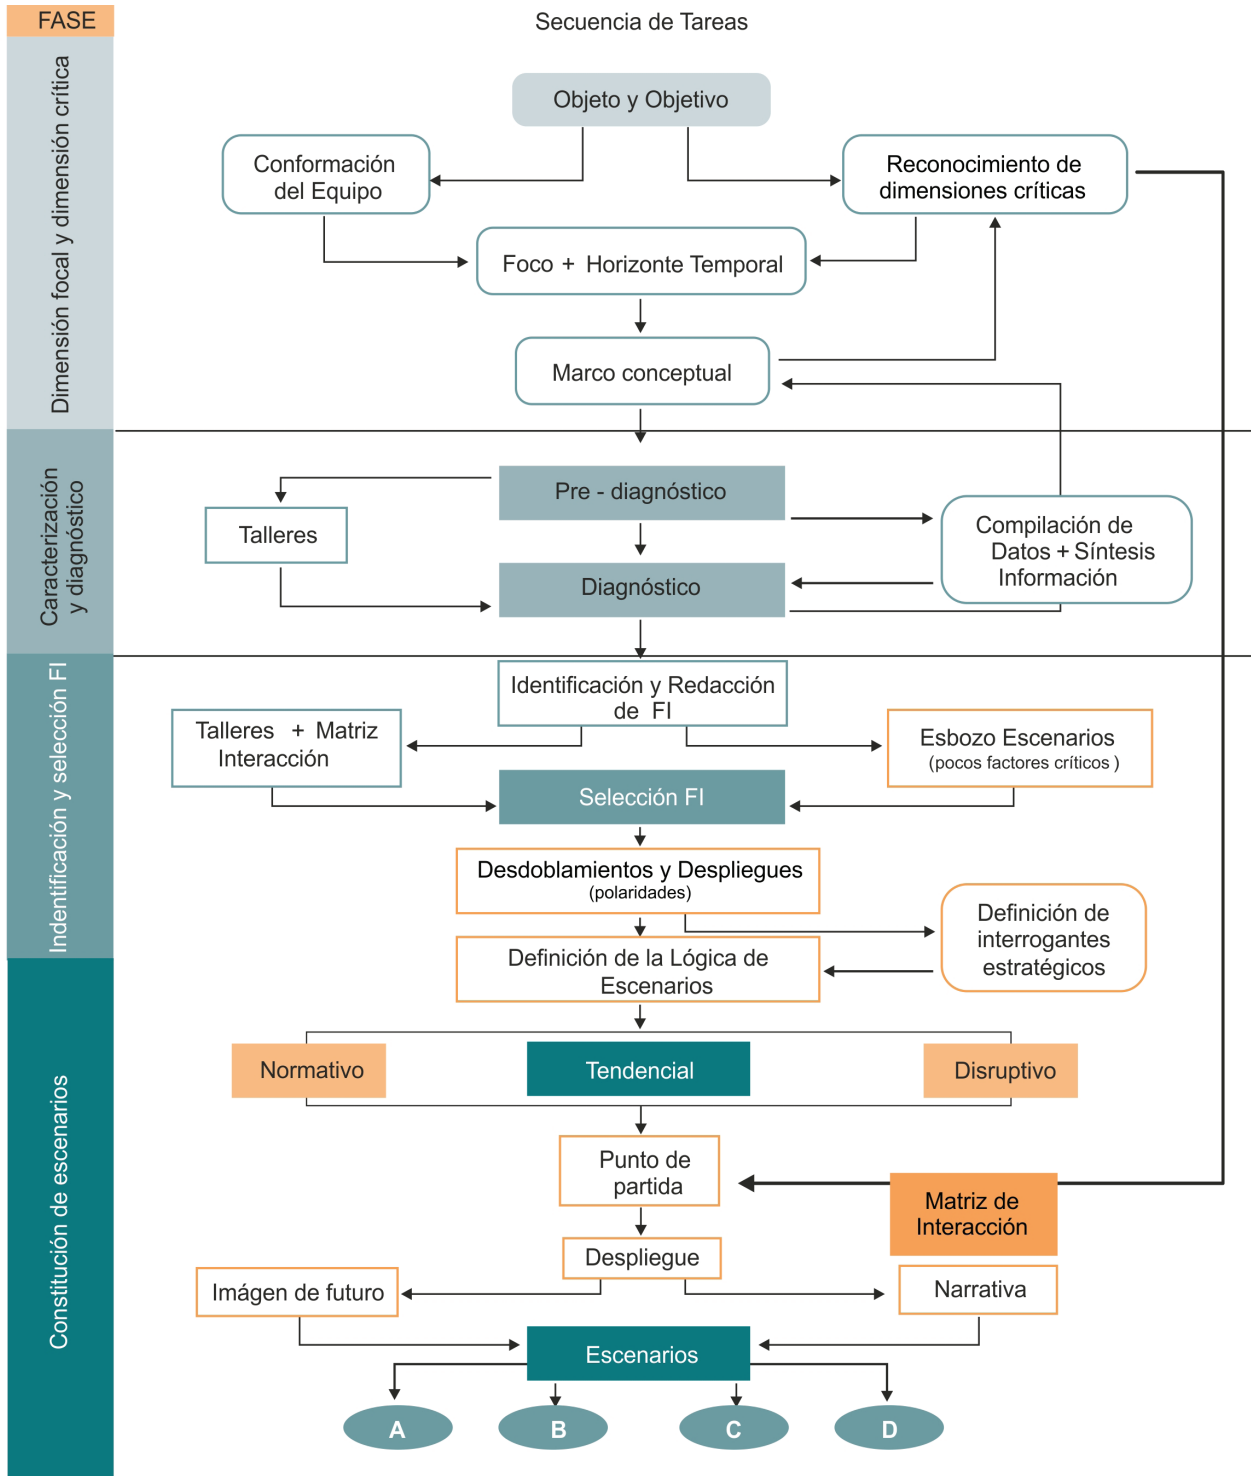 FASE
Secuencia de Tareas
Dimensión focal y dimensión crítica
Objeto y Objetivo
Conformación
del Equipo
Reconocimiento de
dimensiones críticas
Foco + Horizonte Temporal
Marco conceptual
Caracterización
y diagnóstico
Pre - diagnóstico
Talleres
Compilación de
Datos + Síntesis
Información
Diagnóstico
Indentificación y selección FI
Identificación y Redacción
de FI
Talleres + Matriz
Interacción
Esbozo Escenarios
(pocos factores críticos )
Selección FI
Desdoblamientos y Despliegues
(polaridades)
Definición de
interrogantes
estratégicos
Definición de la Lógica de
Escenarios
Constitución de escenarios
Normativo
Tendencial
Disruptivo
Punto de
partida
Matriz de
Interacción
Despliegue
Imágen de futuro
Narrativa
Escenarios
A
B
C
D